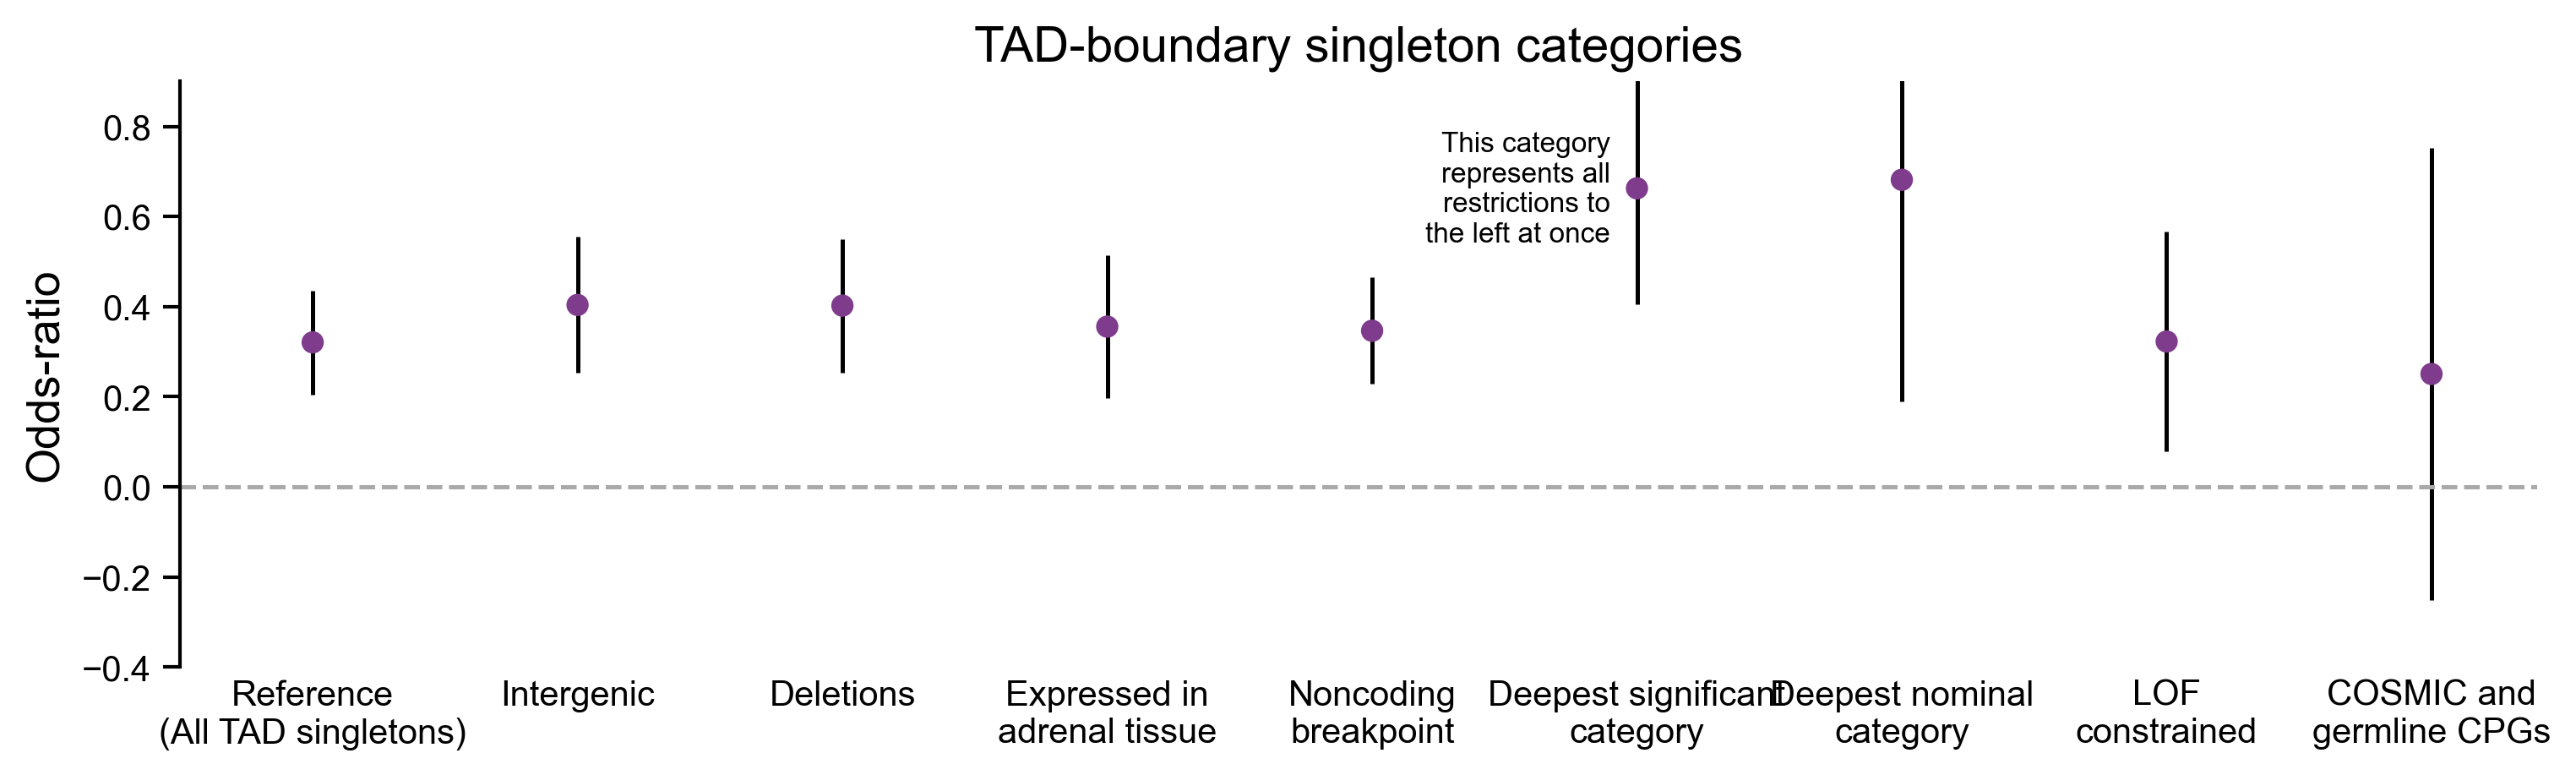 TAD-boundary singleton categories
Odds-ratio
0.8
0.6
0.4
0.2
0.0
−0.2
−0.4
This category
represents all
restrictions to
the left at once
Reference
(All TAD singletons)
Intergenic
Deletions
Expressed in
adrenal tissue
Noncoding
breakpoint
Deepest significant
category
Deepest nominal
category
LOF
constrained
COSMIC and
germline CPGs